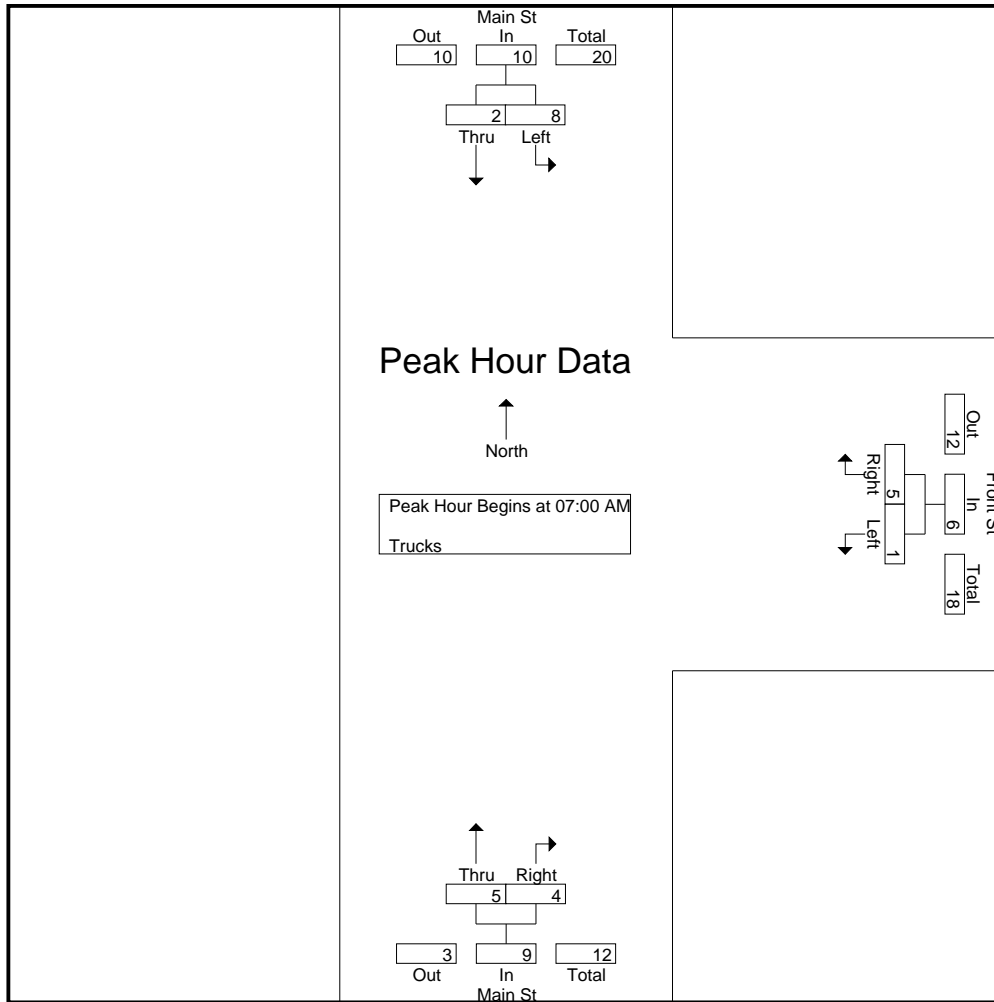 Main St
Out In Total
10 10 20
2 8
Thru Left
Peak Hour Data
North
Peak Hour Begins at 07:00 AM
Trucks
Right Left
5 1
Out In Total
12 6 18
Front St
Thru Right
5 4
3 9 12
Out In Total
Main St